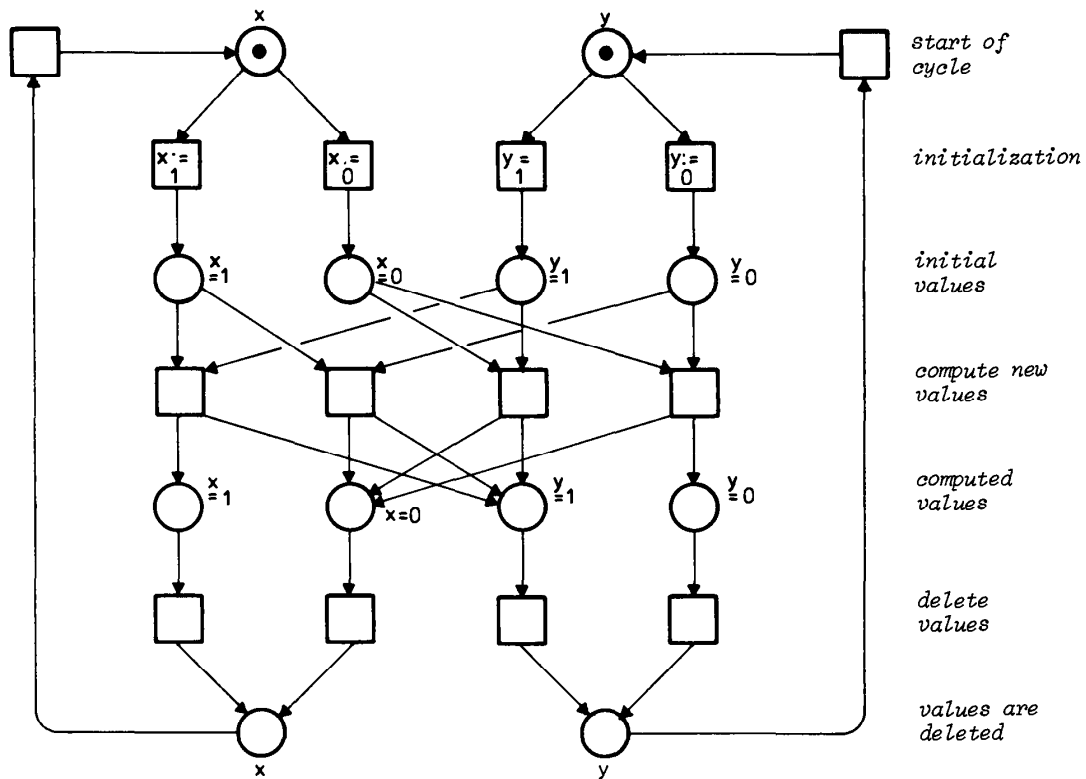 x
y
start of
cycle
x:=
1
x.=
0
y =
1
y:=
0
initialization
x
=1
x
=0
y
=1
y
=0
initial
values
compute new
values
x
=1
x=0
y
=1
y
=0
computed
values
delete
values
values are
deleted
x
y